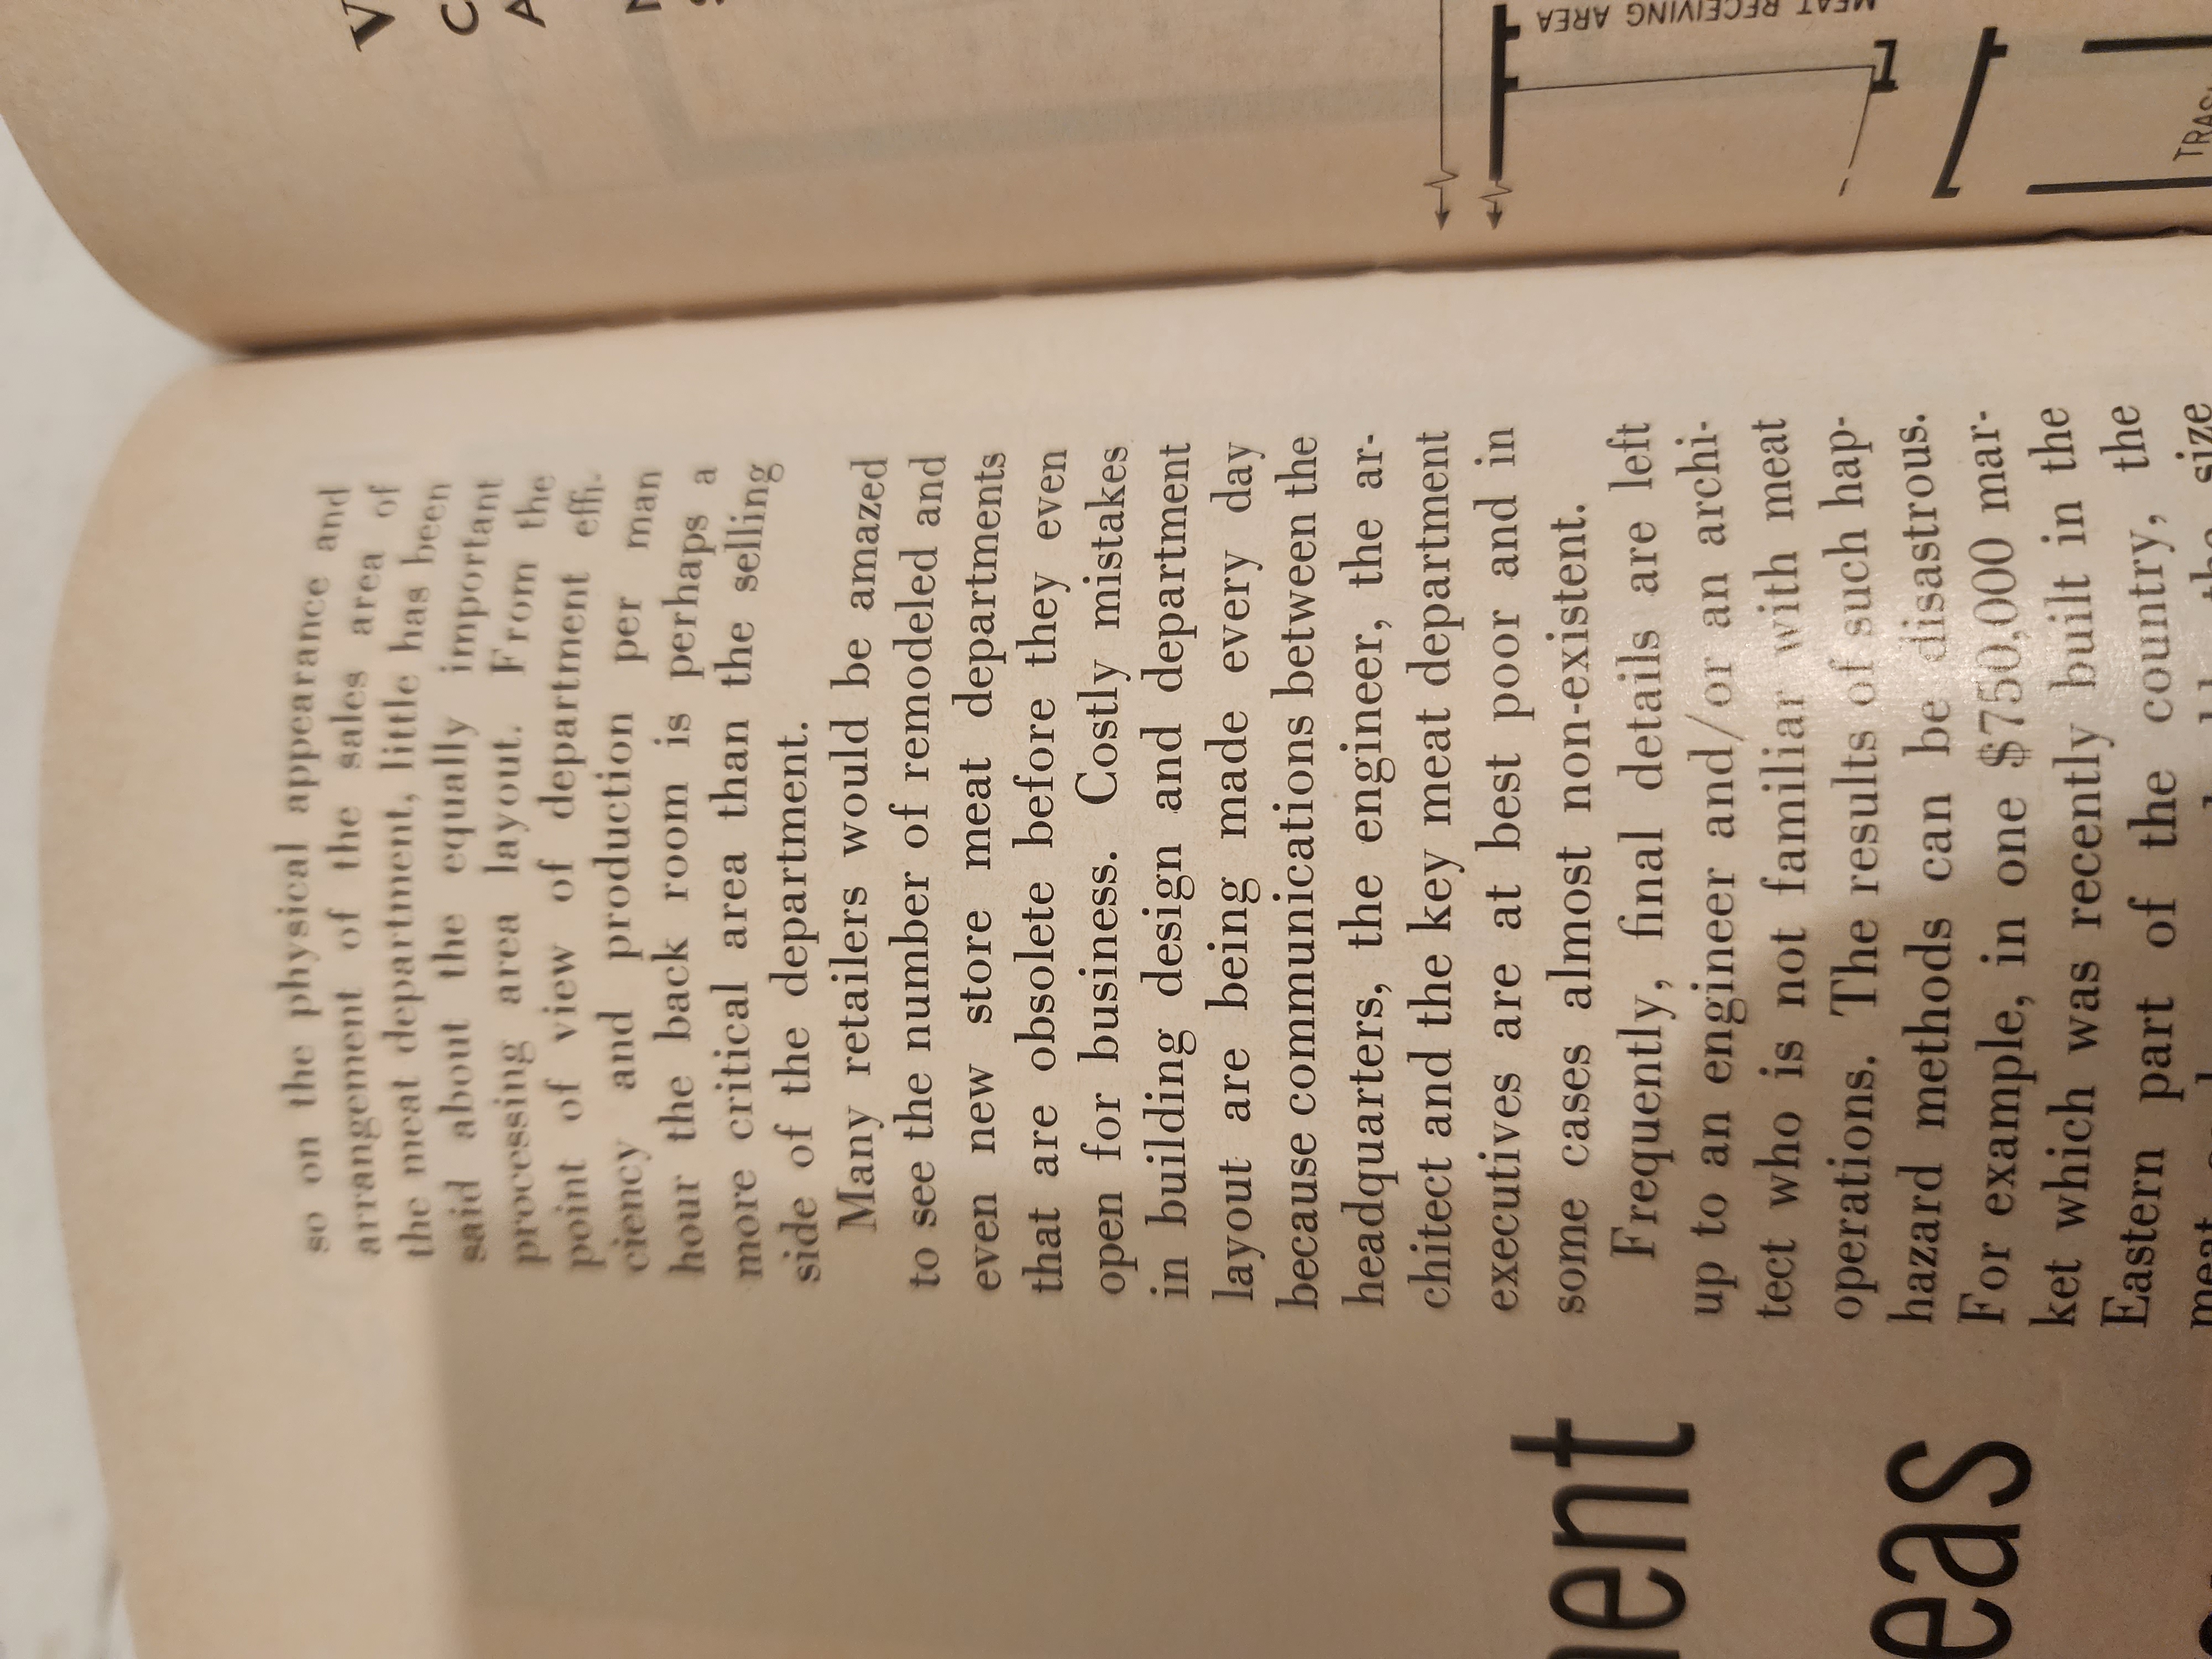 so on the physical appearance and
arrangement of the sales area of
the meat department, little has been
said about the equally important
processing area layout. From the
point of view of department effi-
ciency and production per man
hour the back room is perhaps a
more critical area than the selling
side of the department.
Many retailers would be amazed
to see the number of remodeled and
even new store meat departments
that are obsolete before they even
open for business. Costly mistakes
in building design and department
layout are being made every day
because communications between the
headquarters, the engineer, the ar-
chitect and the key meat department
executives are at best poor and in
some cases almost non-existent.
Frequently, final details are left
up to an engineer and/or an archi-
tect who is not familiar with meat
operations. The results of such hap-
hazard methods can be disastrous.
For example, in one $750,000 mar-
ket which was recently built in the
Eastern part of the country, the
meat size
ent
eas
MEAT RECEIVING AREA